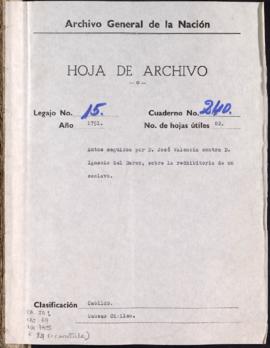 Archivo General de la Nación
HOJA DE ARCHIVO
Legajo No. 15. Cuaderno No. 240.
Año 1751. No. de hojas útiles 82.
Autos seguidos por D. José Valencia contra D.
Ignacio del Barco, sobre la redhibitoria de un
esclavo.
Clasificación Cabildo.
Causas Civiles.